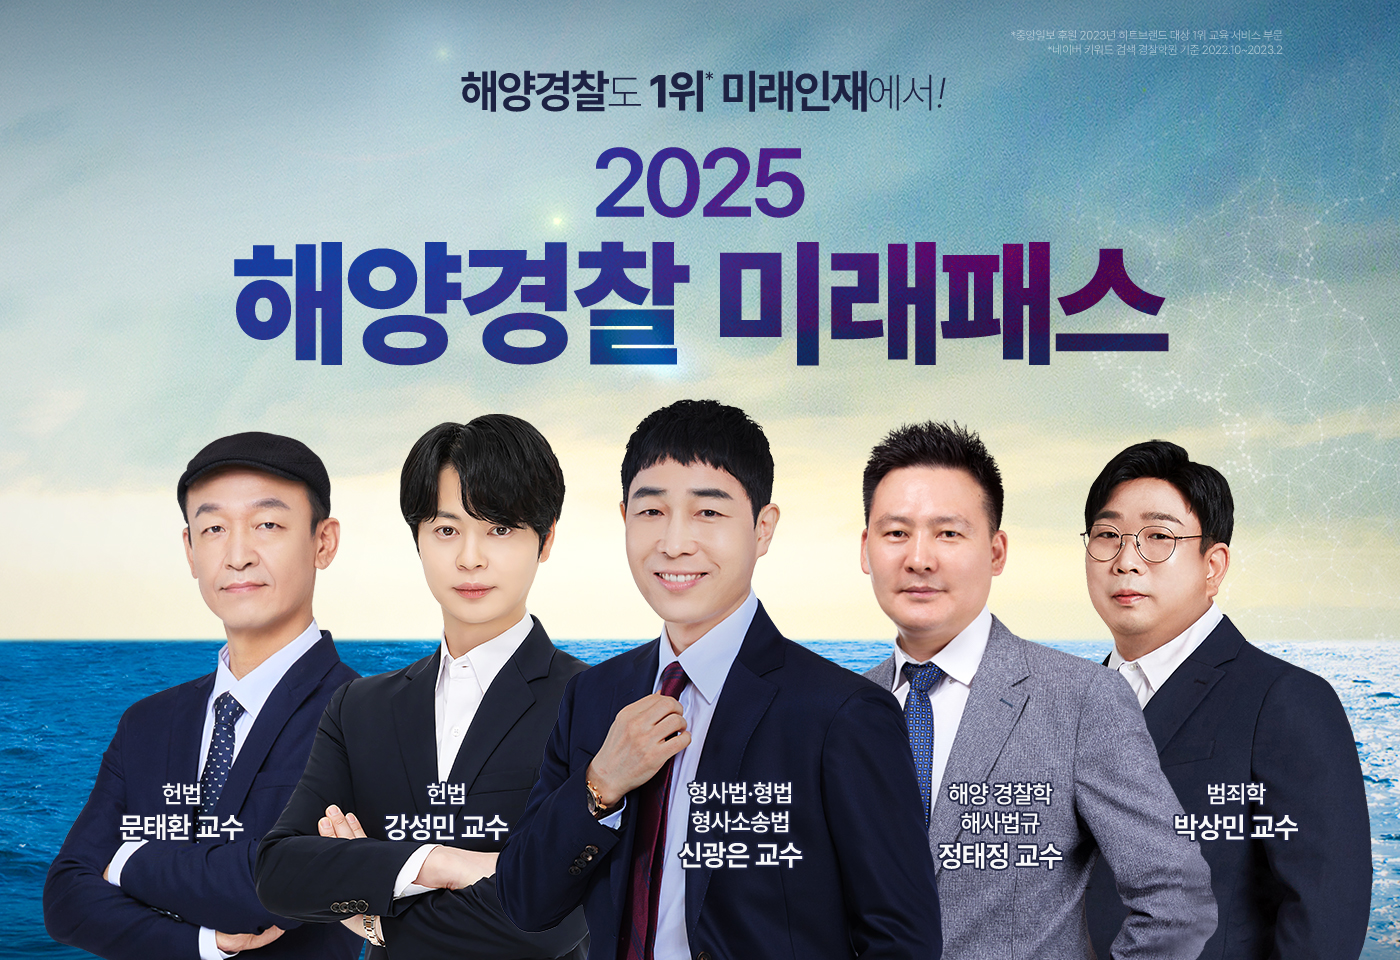 *중앙일보 후원 2023년 히트브랜드 대상 1위 교육 서비스 부문
*네이버 키워드 검색 경찰학원 기준 2022.10~2023.2
해양경찰도 1위* 미래인재에서!
2025
해양경찰 미래패스
헌법
문태환 교수
헌법
강성민 교수
형사법·형법
형사소송법
신광은 교수
해양 경찰학
해사법규
정태정 교수
범죄학
박상민 교수